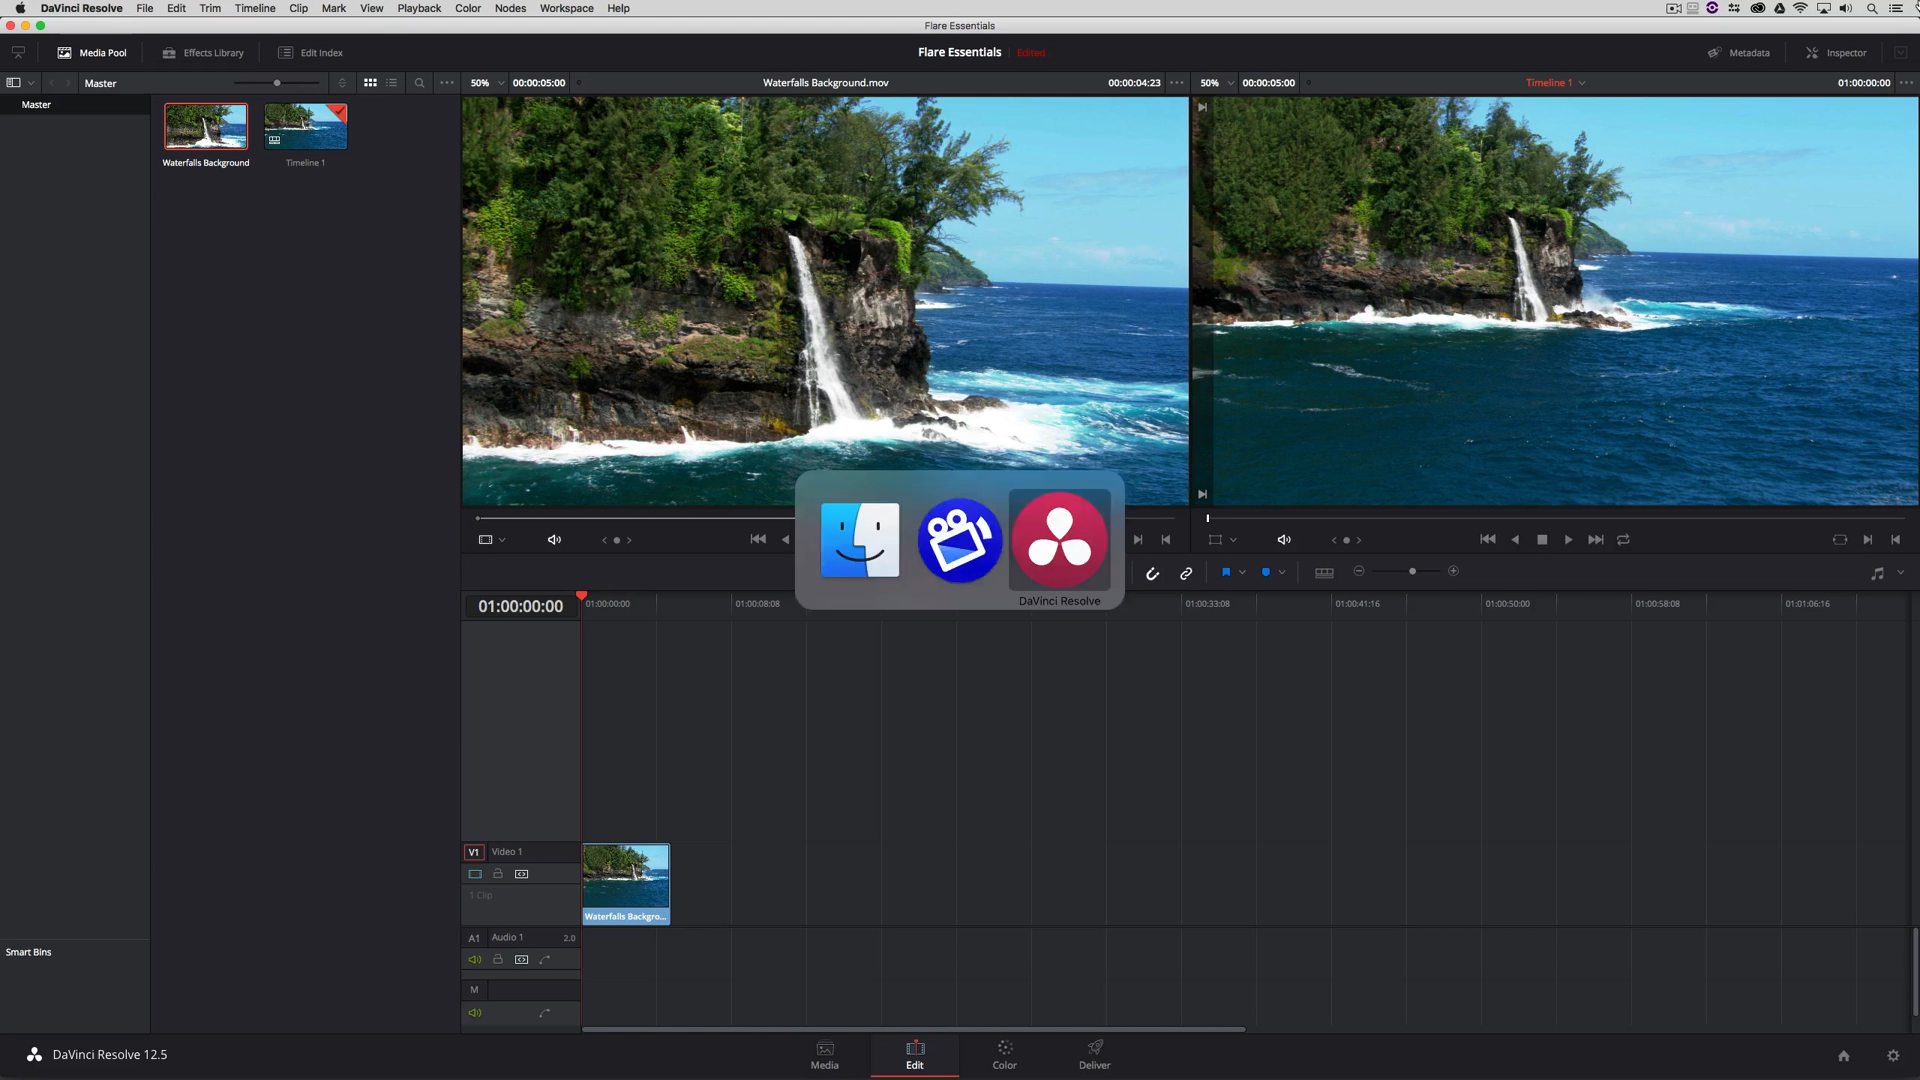 DaVinci Resolve File Edit Trim Timeline Clip Mark View Playback Color Nodes Workspace Help
Flare Essentials
Media Pool Effects Library Edit Index Flare Essentials Edited Metadata Inspector
Master 50% 00:00:05:00 Waterfalls Background.mov 00:00:04:23 50% 00:00:05:00 Timeline 1 01:00:00:00
Master
Waterfalls Background Timeline 1
DaVinci Resolve
01:00:00:00 01:00:00:00 01:00:08:08 01:00:33:08 01:00:41:16 01:00:50:00 01:00:58:08 01:01:06:16
V1 Video 1
1 Clip
Waterfalls Backgro...
A1 Audio 1 2.0
Smart Bins
M
DaVinci Resolve 12.5 Media Edit Color Deliver